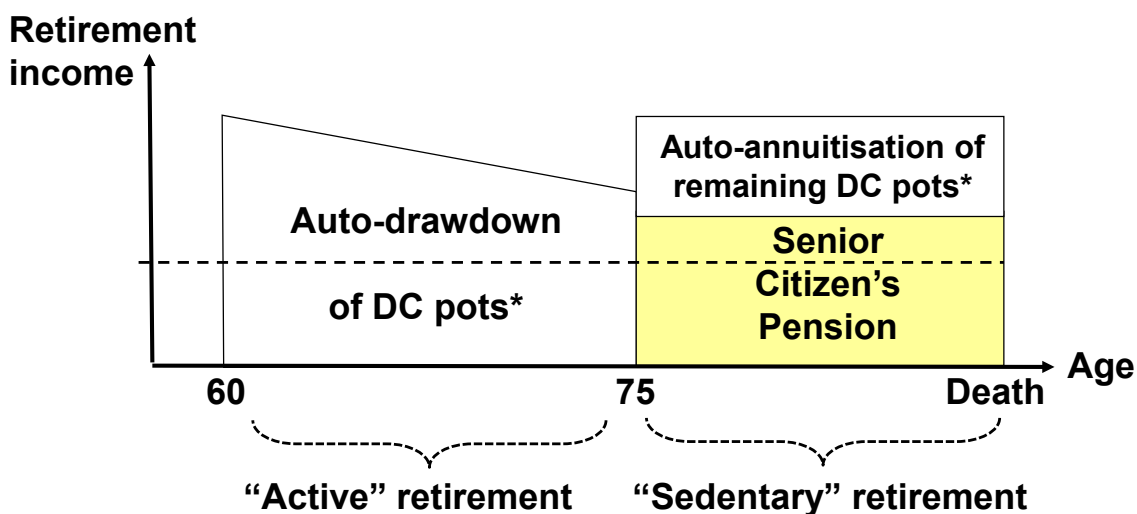 Retirement
income
Auto-annuitisation of
remaining DC pots*
Auto-drawdown
of DC pots*
Senior
Citizen’s
Pension
Age
60
75
Death
“Active” retirement
“Sedentary” retirement